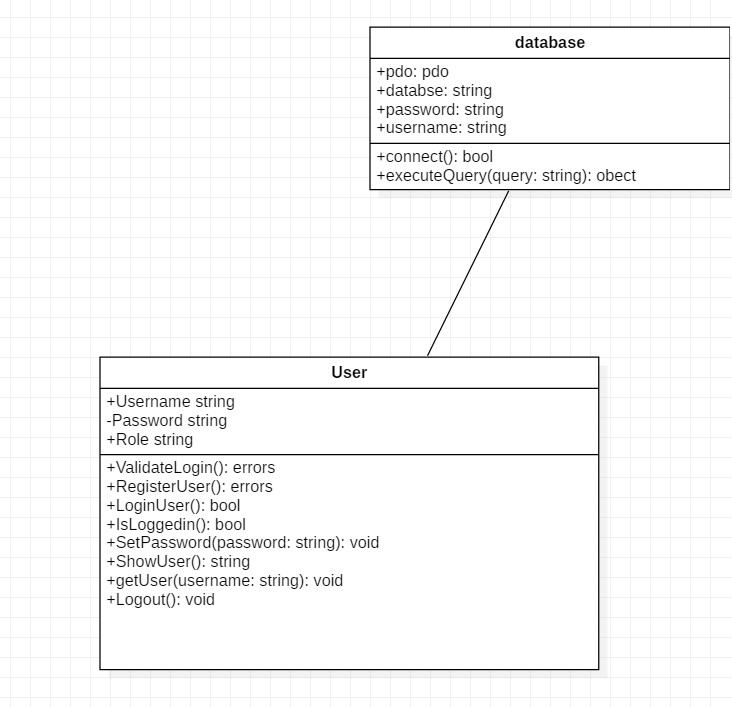 database
+pdo: pdo
+databse: string
+password: string
+username: string
+connect(): bool
+executeQuery(query: string): obect
User
+Username string
-Password string
+Role string
+ValidateLogin(): errors
+RegisterUser(): errors
+LoginUser(): bool
+IsLoggedin(): bool
+SetPassword(password: string): void
+ShowUser(): string
+getUser(username: string): void
+Logout(): void